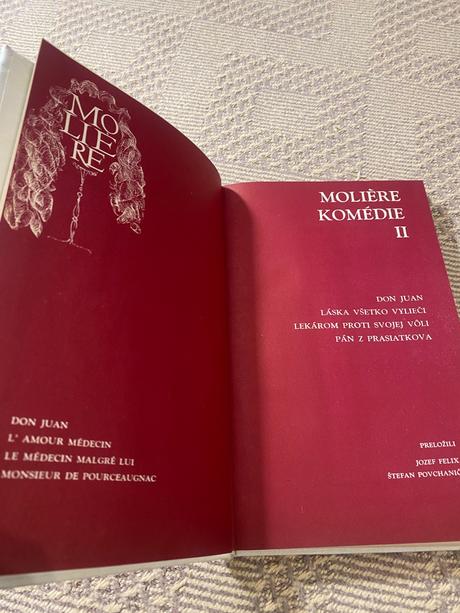 MO
LIE
RE
DON JUAN
L' AMOUR MÉDECIN
LE MÉDECIN MALGRÉ LUI
MONSIEUR DE POURCEAUGNAC
MOLIÈRE
KOMÉDIE
II
DON JUAN
LÁSKA VŠETKO VYLIEČI
LEKÁROM PROTI SVOJEJ VÔLI
PÁN Z PRASIATKOVA
PREložILI
JOZEF FELIX
ŠTEFAN POVCHANIČ